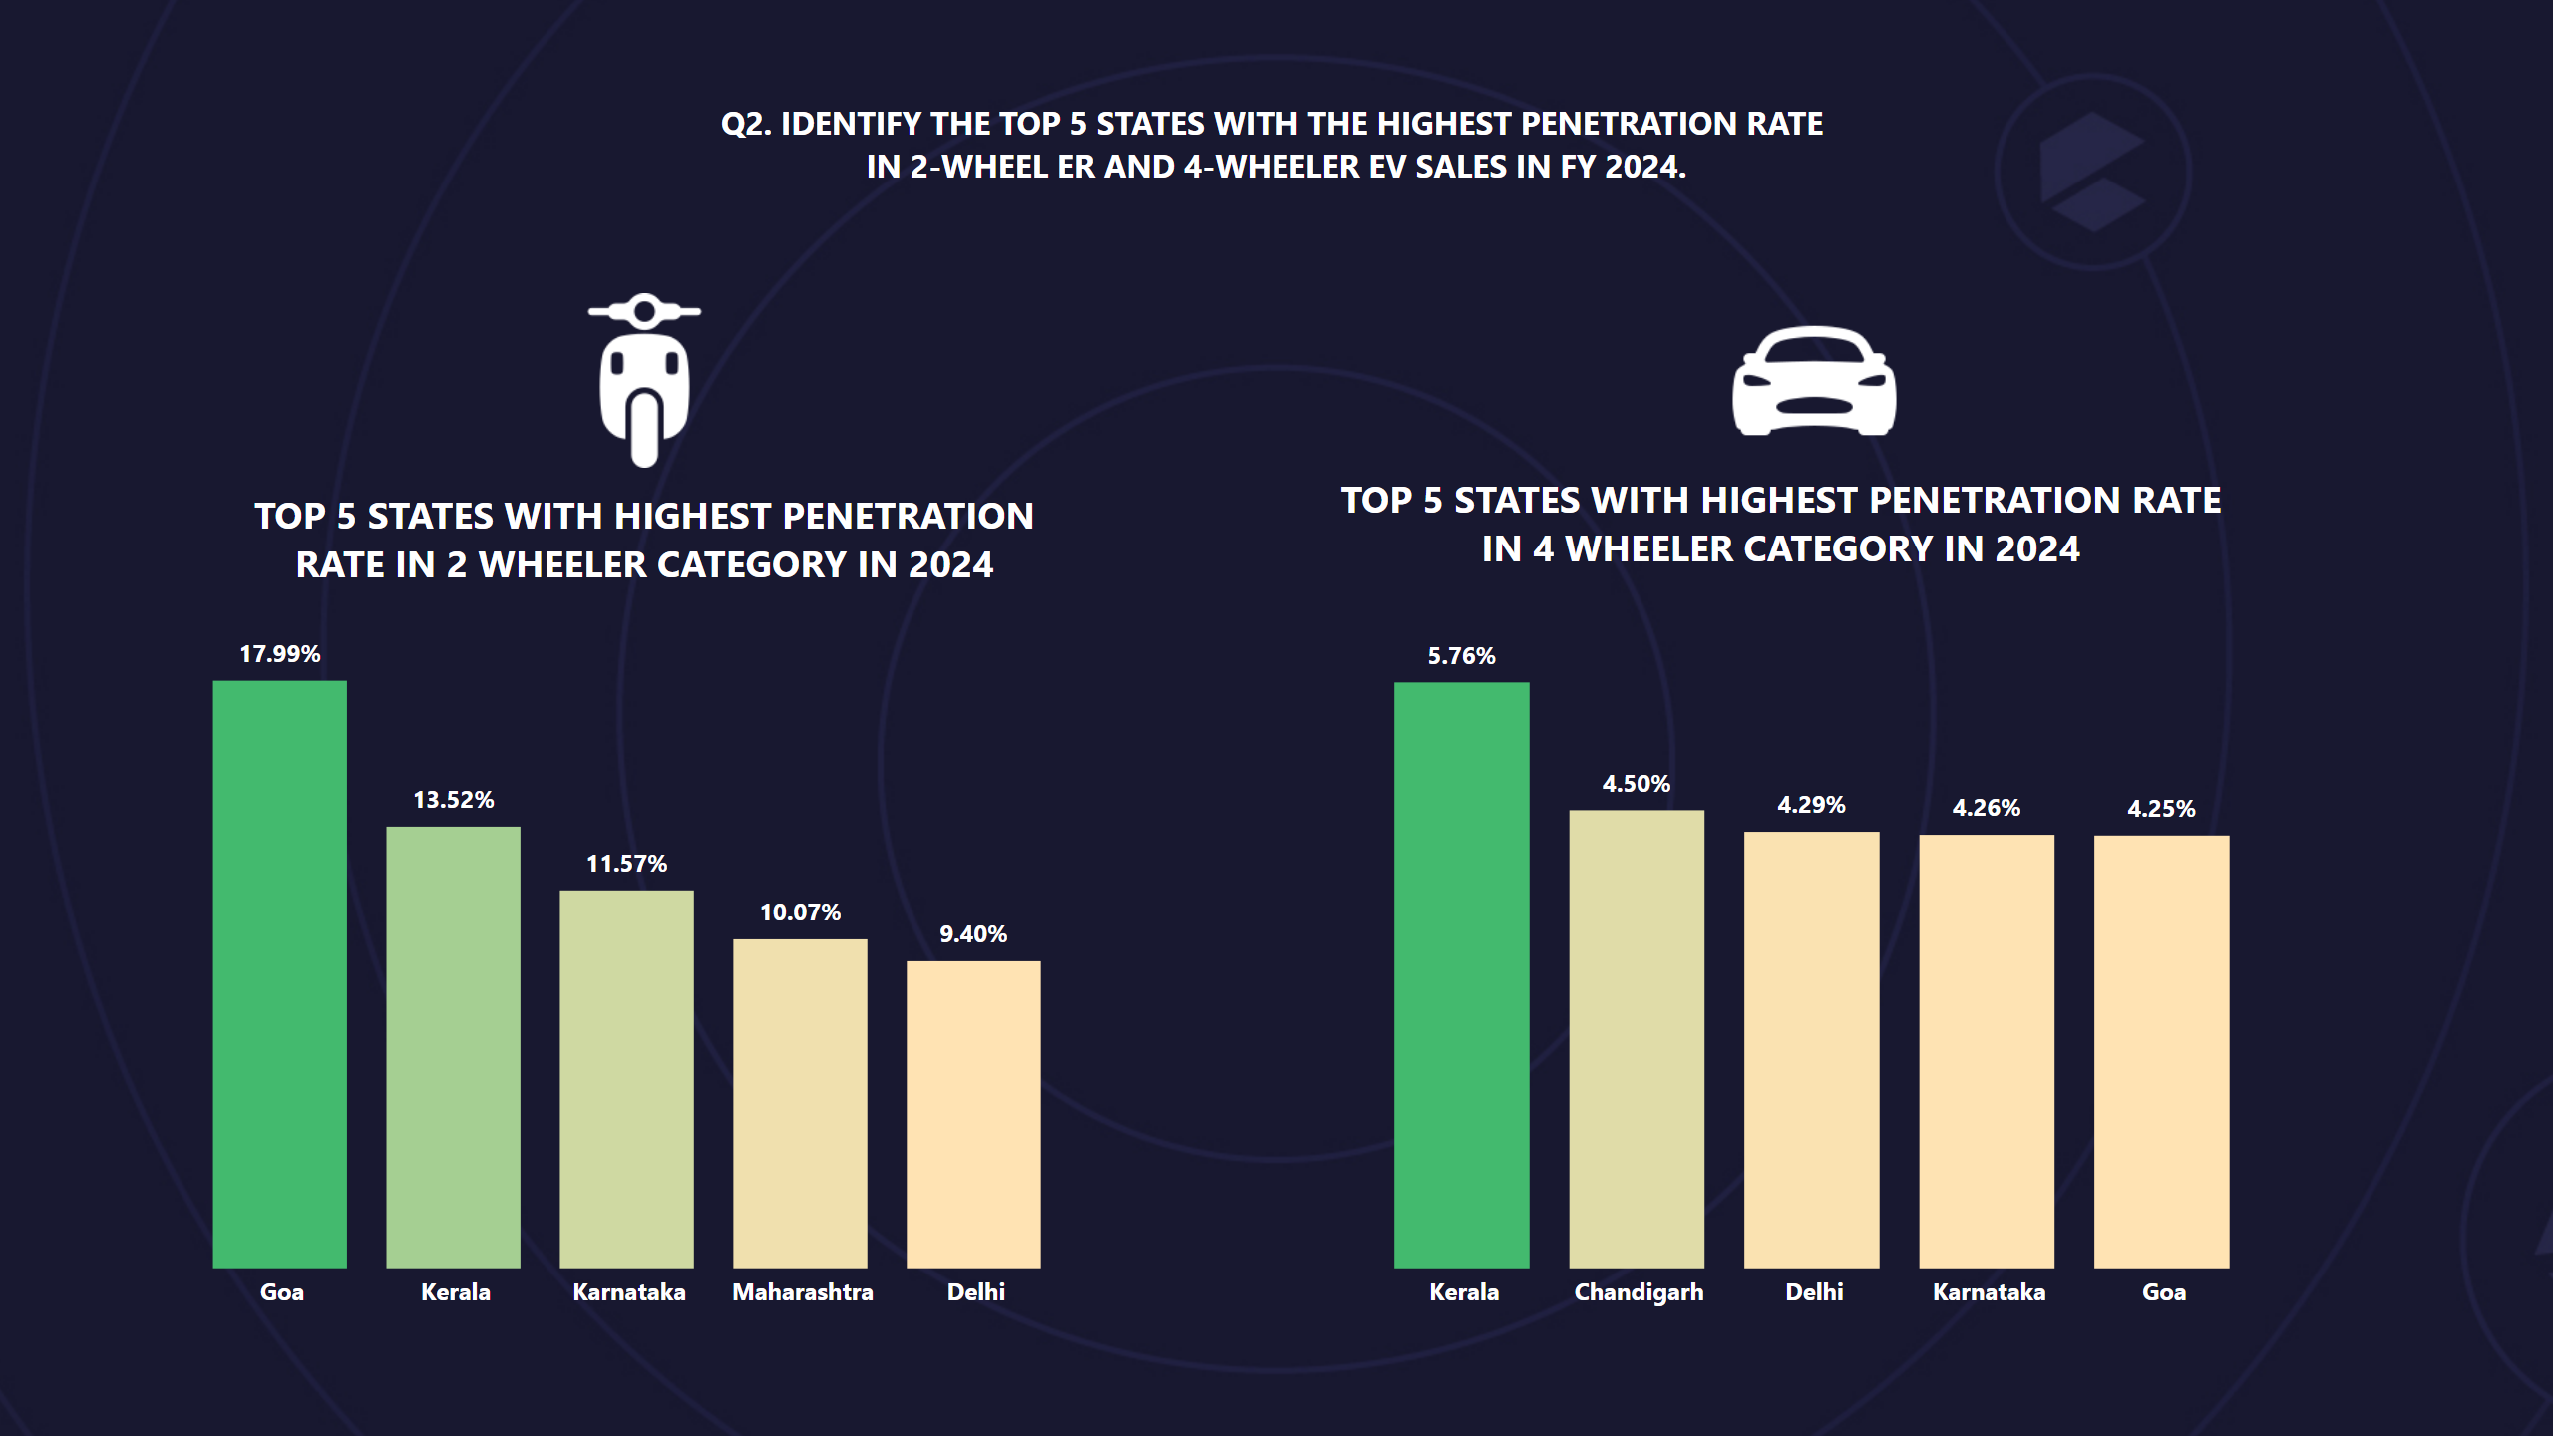 Q2. IDENTIFY THE TOP 5 STATES WITH THE HIGHEST PENETRATION RATE
IN 2-WHEEL ER AND 4-WHEELER EV SALES IN FY 2024.
TOP 5 STATES WITH HIGHEST PENETRATION
RATE IN 2 WHEELER CATEGORY IN 2024
17.99%
13.52%
11.57%
10.07%
9.40%
Goa
Kerala
Karnataka
Maharashtra
Delhi
TOP 5 STATES WITH HIGHEST PENETRATION RATE
IN 4 WHEELER CATEGORY IN 2024
5.76%
4.50%
4.29%
4.26%
4.25%
Kerala
Chandigarh
Delhi
Karnataka
Goa